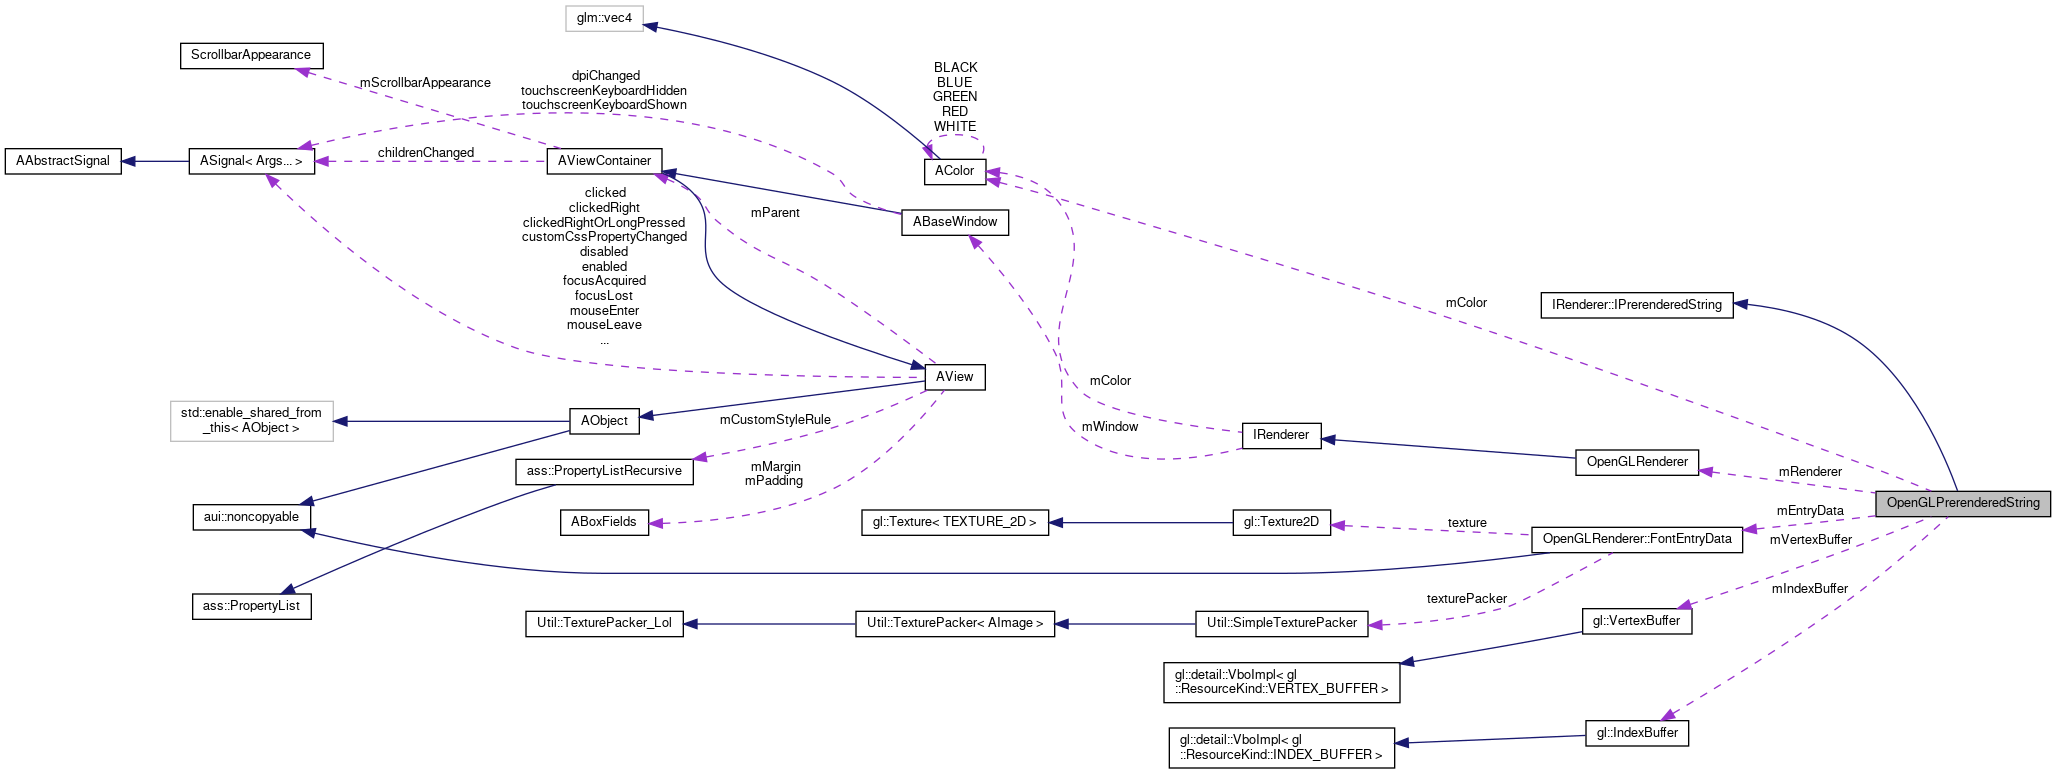 glm::vec4
ScrollbarAppearance
mScrollbarAppearance
dpiChanged
touchscreenKeyboardHidden
touchscreenKeyboardShown
BLACK
BLUE
GREEN
RED
WHITE
AAbstractSignal
ASignal< Args... >
childrenChanged
AViewContainer
AColor
clicked
clickedRight
clickedRightOrLongPressed
customCssPropertyChanged
disabled
enabled
focusAcquired
focusLost
mouseEnter
mouseLeave
...
mParent
ABaseWindow
mColor
IRenderer::IPrerenderedString
AView
mColor
std::enable_shared_from
_this< AObject >
AObject
mCustomStyleRule
mWindow
IRenderer
OpenGLRenderer
mRenderer
ass::PropertyListRecursive
mMargin
mPadding
OpenGLPrerenderedString
aui::noncopyable
ABoxFields
gl::Texture< TEXTURE_2D >
gl::Texture2D
texture
mEntryData
OpenGLRenderer::FontEntryData
mVertexBuffer
ass::PropertyList
texturePacker
mIndexBuffer
Util::TexturePacker_Lol
Util::TexturePacker< AImage >
Util::SimpleTexturePacker
gl::VertexBuffer
gl::detail::VboImpl< gl
::ResourceKind::VERTEX_BUFFER >
gl::IndexBuffer
gl::detail::VboImpl< gl
::ResourceKind::INDEX_BUFFER >